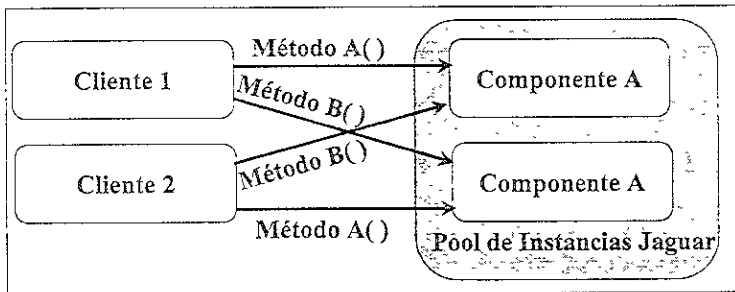 Método A()
Cliente 1
Componente A
Método B()
Método B()
Cliente 2
Componente A
Método A()
Pool de Instancias Jaguar